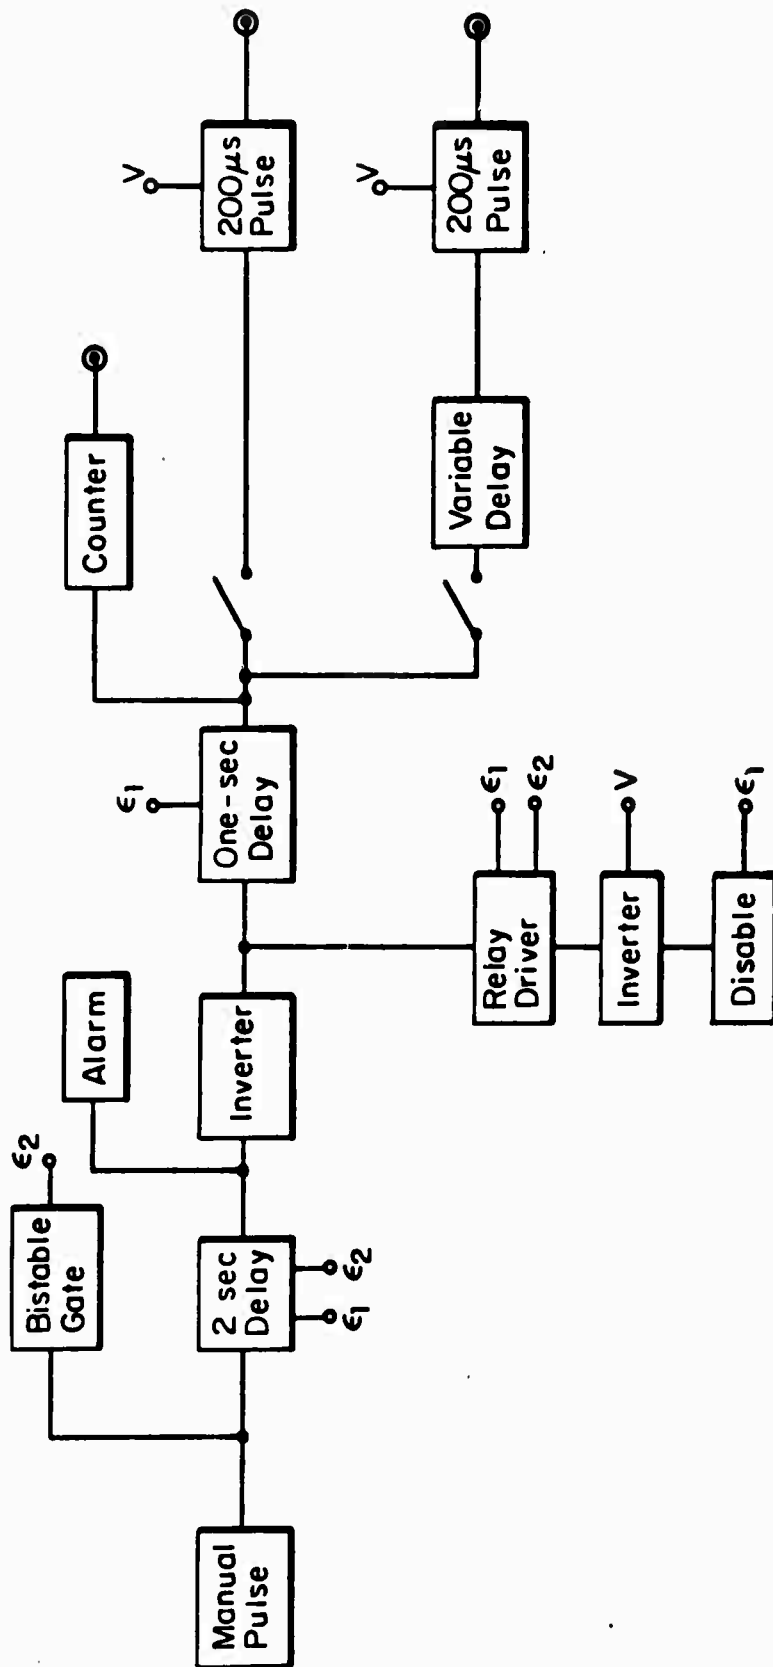 Manual
Pulse
Bistable
Gate
ϵ2
2 sec
Delay
ϵ1
ϵ2
Alarm
Inverter
One-sec
Delay
ϵ1
Relay
Driver
ϵ1
ϵ2
Inverter
V
Disable
ϵ1
Counter
200μs
Pulse
V
Variable
Delay
200μs
Pulse
V